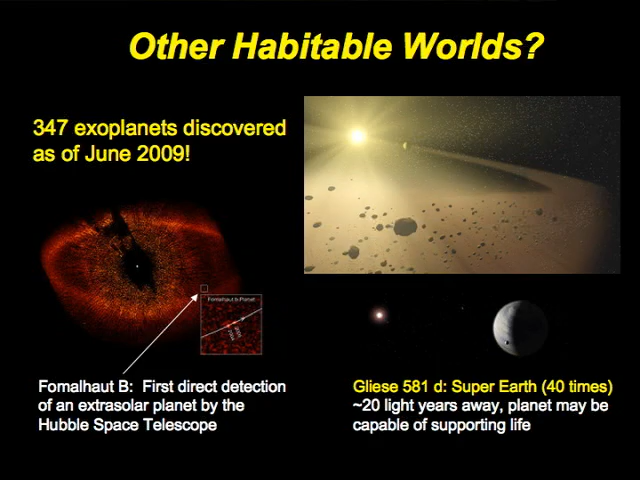 Other Habitable Worlds?
347 exoplanets discovered
as of June 2009!
Fomalhaut b Planet
2006
2004
Fomalhaut B:  First direct detection
of an extrasolar planet by the
Hubble Space Telescope
Gliese 581 d: Super Earth (40 times)
~20 light years away, planet may be
capable of supporting life